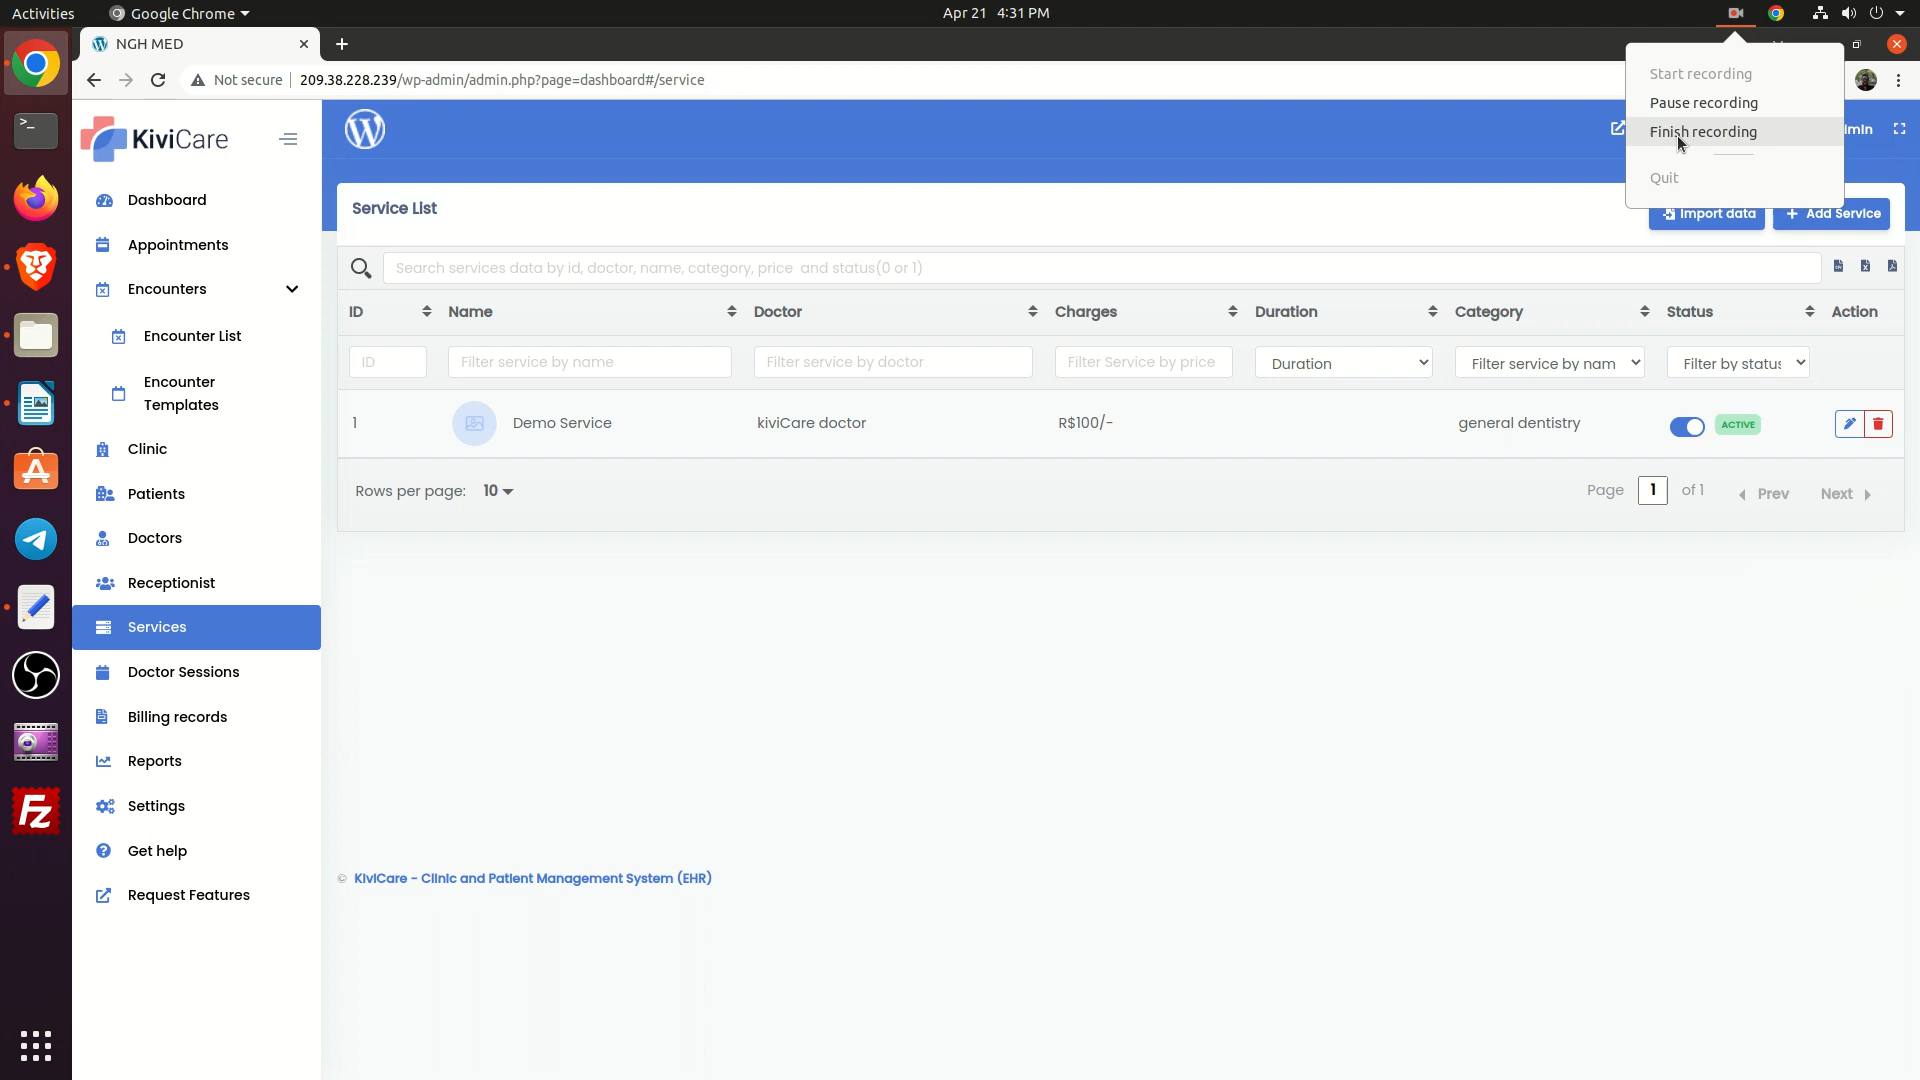 Activities
Google Chrome
Apr 21 4:31 PM
NGH MED
Not secure
209.38.228.239/wp-admin/admin.php?page=dashboard#/service
Start recording
Pause recording
Finish recording
Quit
KiviCare
Dashboard
Appointments
Encounters
Encounter List
Encounter
Templates
Clinic
Patients
Doctors
Receptionist
Services
Doctor Sessions
Billing records
Reports
Settings
Get help
Request Features
Service List
Import data
Add Service
Search services data by id, doctor, name, category, price and status(0 or 1)
ID Name Doctor Charges Duration Category Status Action
ID Filter service by name Filter service by doctor Filter Service by price Duration Filter service by nam Filter by status
1 Demo Service kiviCare doctor R$100/- general dentistry ACTIVE
Rows per page: 10
Page 1 of 1 Prev Next
© KiviCare - Clinic and Patient Management System (EHR)
>_
FZ